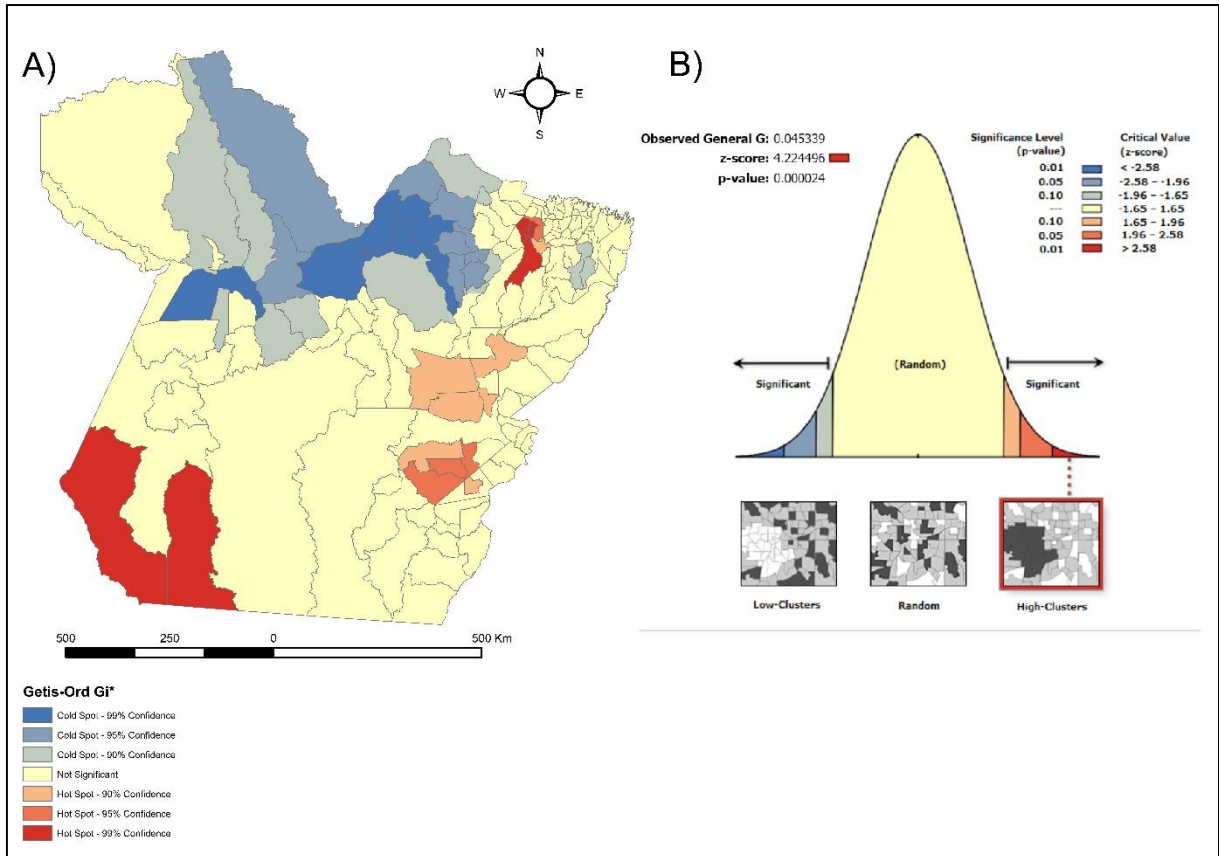 A)
N
W E
S
500 250 0 500 Km
Getis-Ord Gi*
Cold Spot - 99% Confidence
Cold Spot - 95% Confidence
Cold Spot - 90% Confidence
Not Significant
Hot Spot - 90% Confidence
Hot Spot - 95% Confidence
Hot Spot - 99% Confidence
B)
Observed General G: 0.045339
z-score: 4.224496
p-value: 0.000024
Significance Level Critical Value
(p-value) (z-score)
0.01 < -2.58
0.05 -2.58 – -1.96
0.10 -1.96 – -1.65
--- -1.65 – 1.65
0.10 1.65 – 1.96
0.05 1.96 – 2.58
0.01 > 2.58
(Random)
Significant Significant
Low-Clusters Random High-Clusters